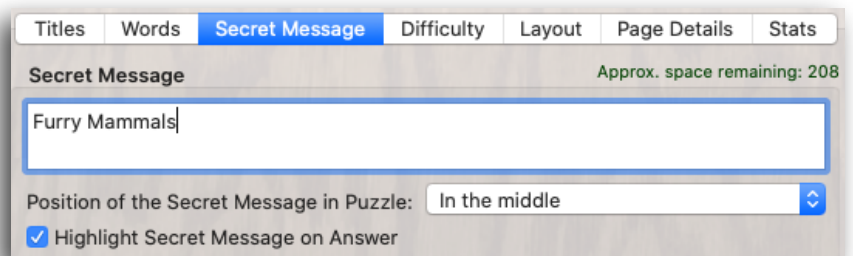 Titles Words Secret Message Difficulty Layout Page Details Stats
Secret Message Approx. space remaining: 208
Furry Mammals
Position of the Secret Message in Puzzle: In the middle
Highlight Secret Message on Answer